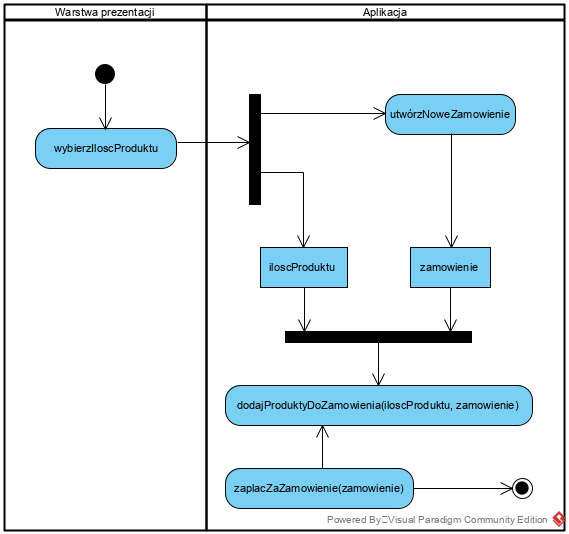 Warstwa prezentacji
Aplikacja
utwórzNoweZamowienie
wybierzIloscProduktu
iloscProduktu
zamowienie
dodajProduktyDoZamowienia(iloscProduktu, zamowienie)
zaplacZaZamowienie(zamowienie)
Powered By Visual Paradigm Community Edition